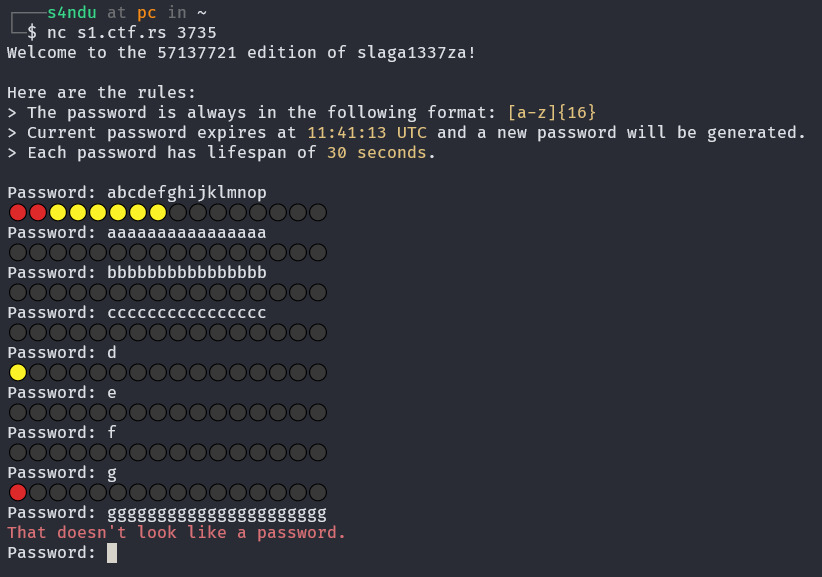 s4ndu at pc in ~
$ nc s1.ctf.rs 3735
Welcome to the 57137721 edition of slaga1337za!
Here are the rules:
> The password is always in the following format: [a-z]{16}
> Current password expires at 11:41:13 UTC and a new password will be generated.
> Each password has lifespan of 30 seconds.
Password: abcdefghijklmnop
Password: aaaaaaaaaaaaaaaa
Password: bbbbbbbbbbbbbbbb
Password: cccccccccccccccc
Password: d
Password: e
Password: f
Password: g
Password: gggggggggggggggggggggg
That doesn't look like a password.
Password: